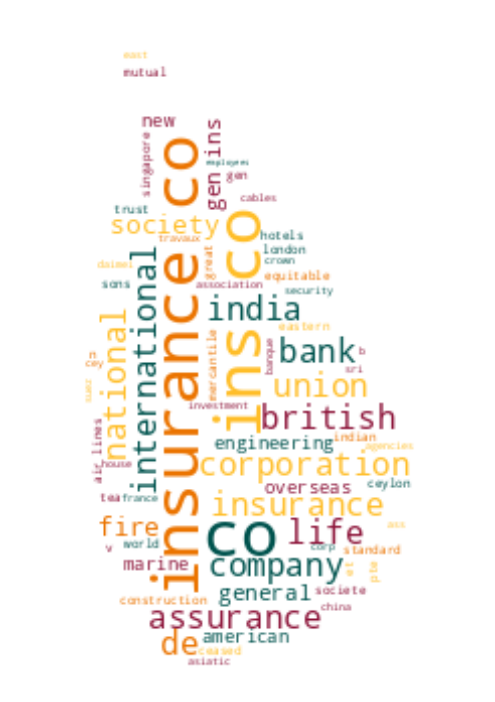 east
mutual
new
singapore
insurance co
gen ins
employees
gen
cables
trust
society
travaux
ins co
hotels
london
crown
great
international
daimei
sons
association
equitable
security
india
eastern
national
mercantile
banque
bank
b
sri
n
cey
suez
union
investment
british
air lines
engineering
indian
agencies
house
corporation
overseas
ceylon
tea
france
insurance
fire
co
life
ass
v
world
corp
standard
marine
company
et
pte
general
societe
construction
china
assurance
american
de
ceased
asiatic